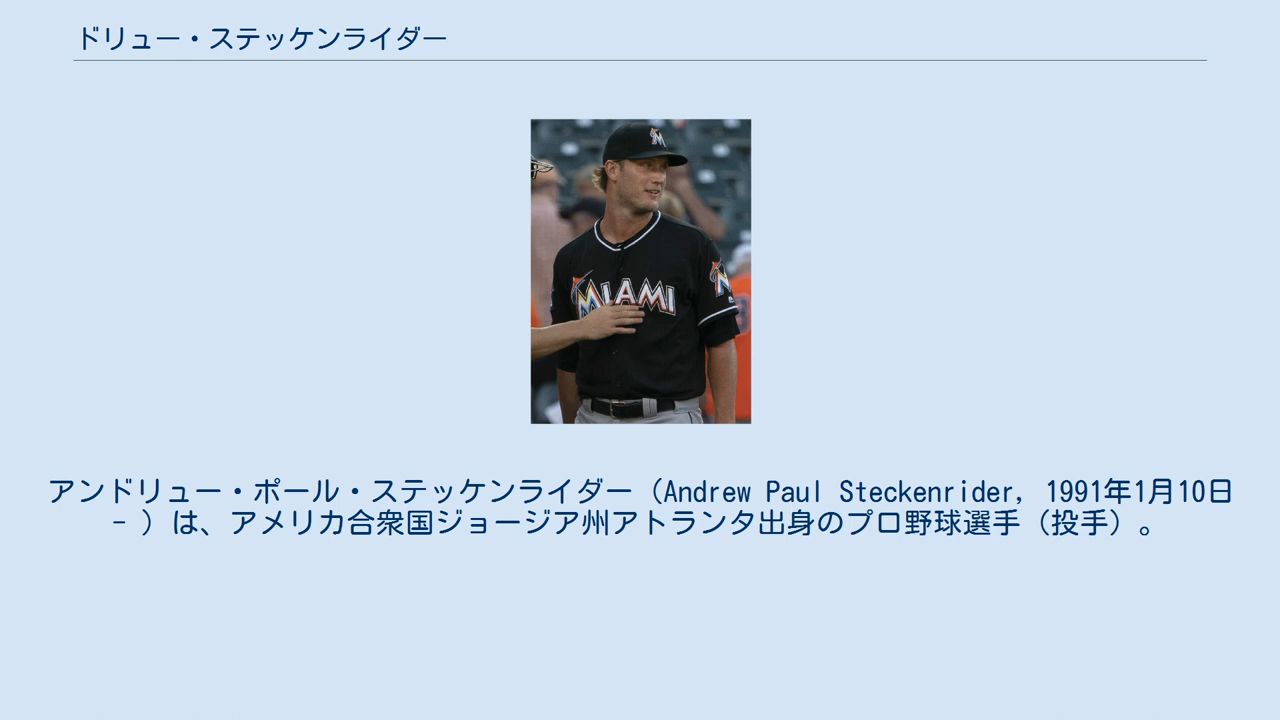 ドリュー・ステッケンライダー
MIAMI
アンドリュー・ポール・ステッケンライダー（Andrew Paul Steckenrider, 1991年1月10日
- ）は、アメリカ合衆国ジョージア州アトランタ出身のプロ野球選手（投手）。